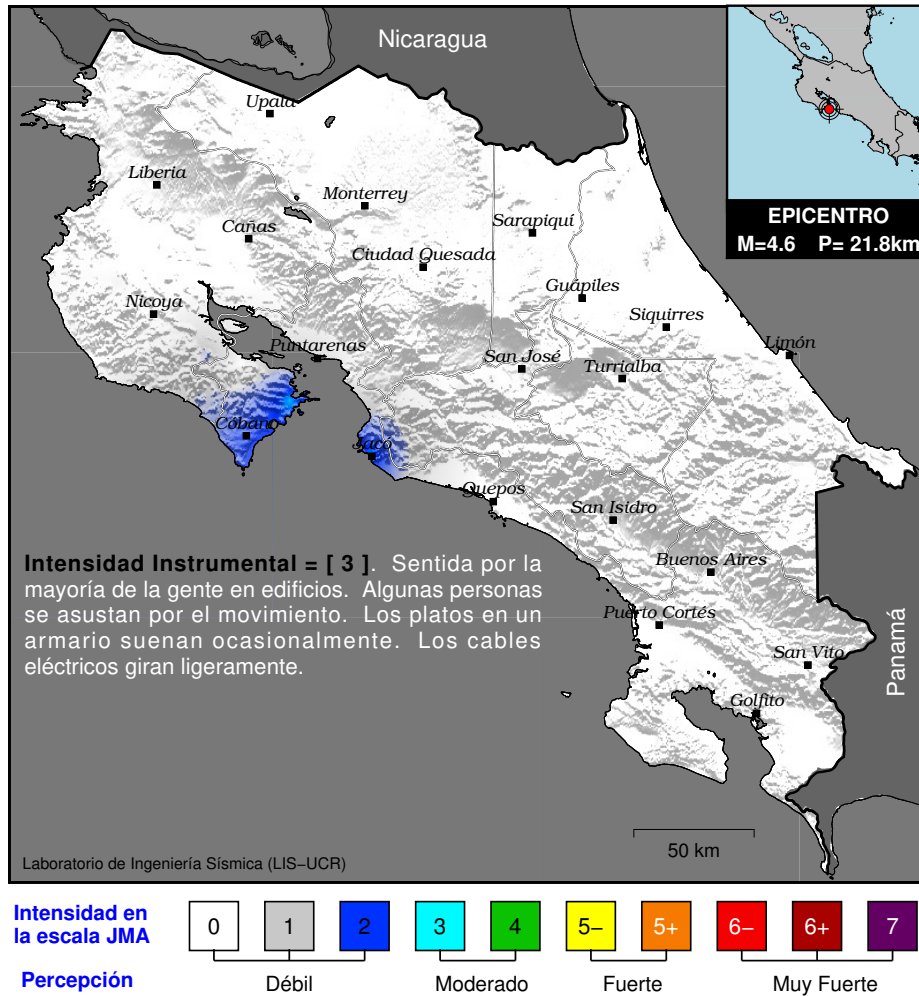 Nicaragua
Upala
Liberia
Monterrey
Cañas
Sarapiquí
Ciudad Quesada
Nicoya
Guápiles
Siquirres
Puntarenas
San José
Limón
Turrialba
Cóbano
Jacó
Quepos
San Isidro
Buenos Aires
Puerto Cortés
San Vito
Golfito
Panamá
EPICENTRO
M=4.6 P= 21.8km
Intensidad Instrumental = [ 3 ]. Sentida por la
mayoría de la gente en edificios. Algunas personas
se asustan por el movimiento. Los platos en un
armario suenan ocasionalmente. Los cables
eléctricos giran ligeramente.
50 km
Laboratorio de Ingeniería Sísmica (LIS−UCR)
Intensidad en
la escala JMA
0 1 2 3 4 5− 5+ 6− 6+ 7
Percepción
Débil Moderado Fuerte Muy Fuerte